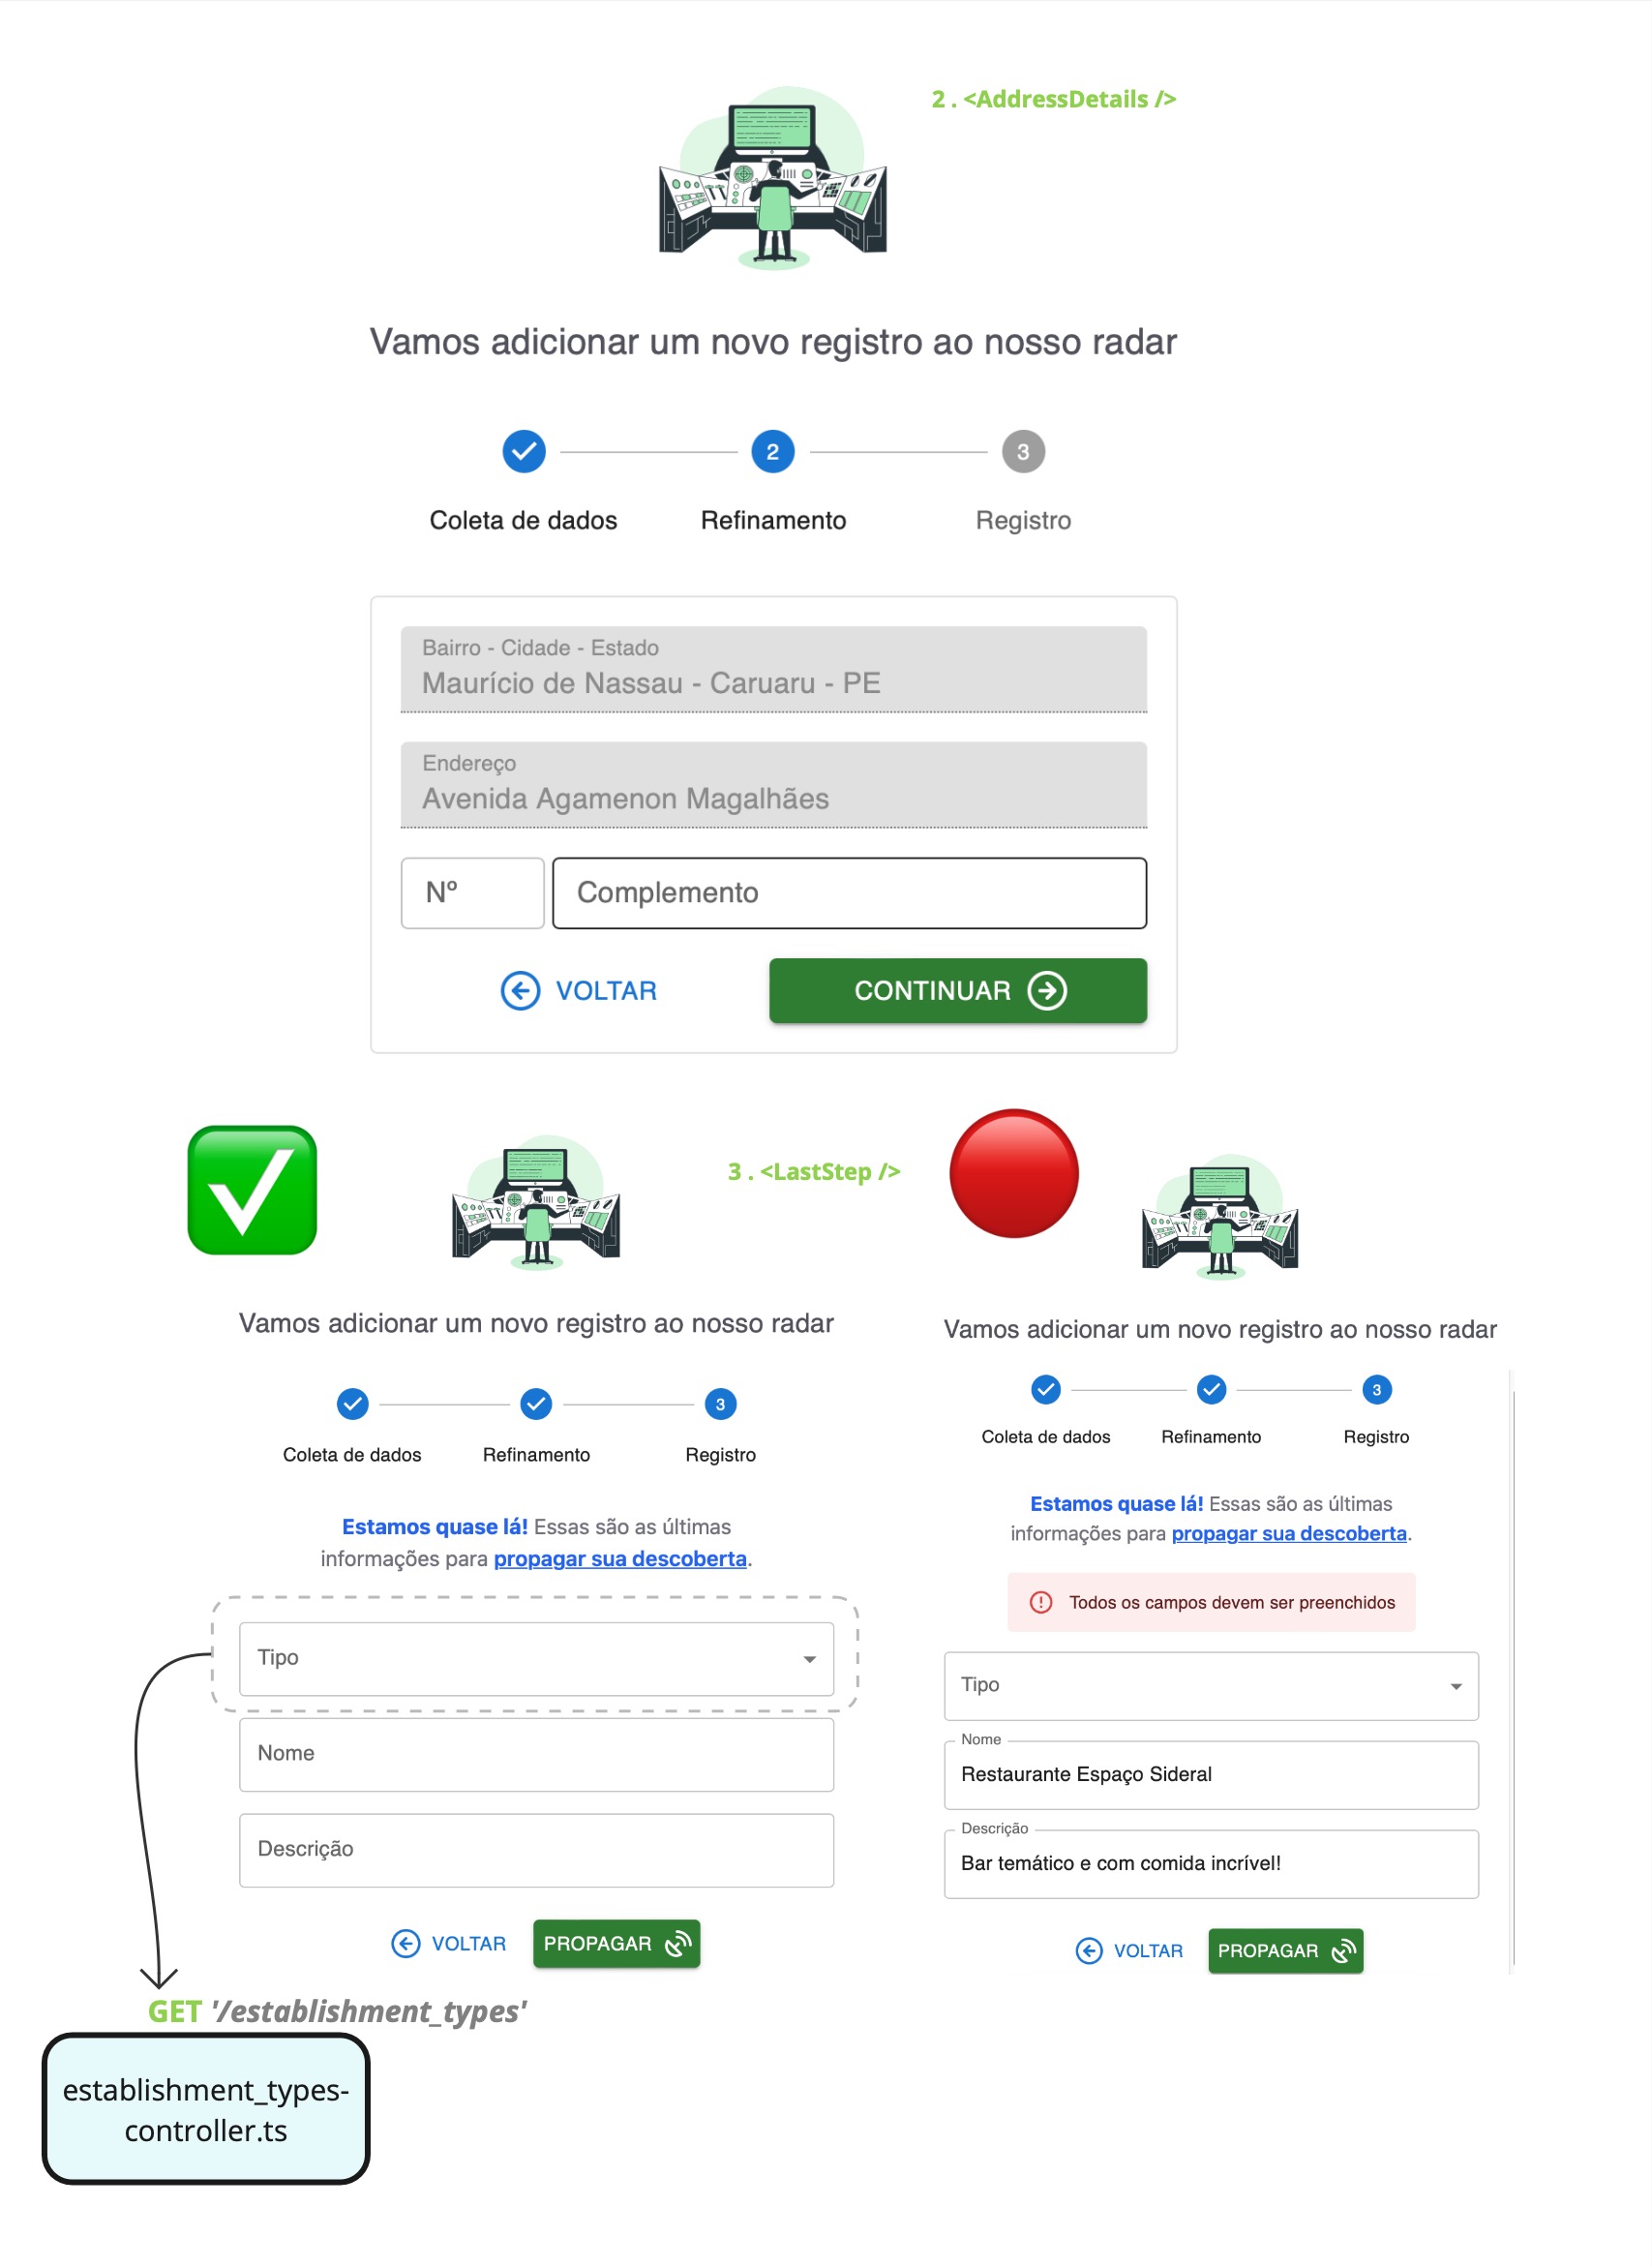 2 . <AddressDetails />
Vamos adicionar um novo registro ao nosso radar
2
3
Coleta de dados
Refinamento
Registro
Bairro - Cidade - Estado
Maurício de Nassau - Caruaru - PE
Endereço
Avenida Agamenon Magalhães
Nº
Complemento
VOLTAR
CONTINUAR
3 . <LastStep />
Vamos adicionar um novo registro ao nosso radar
3
Coleta de dados
Refinamento
Registro
Estamos quase lá! Essas são as últimas
informações para propagar sua descoberta.
Tipo
Nome
Descrição
VOLTAR
PROPAGAR
GET '/establishment_types'
establishment_types-
controller.ts
Vamos adicionar um novo registro ao nosso radar
3
Coleta de dados
Refinamento
Registro
Estamos quase lá! Essas são as últimas
informações para propagar sua descoberta.
Todos os campos devem ser preenchidos
Tipo
Nome
Restaurante Espaço Sideral
Descrição
Bar temático e com comida incrível!
VOLTAR
PROPAGAR